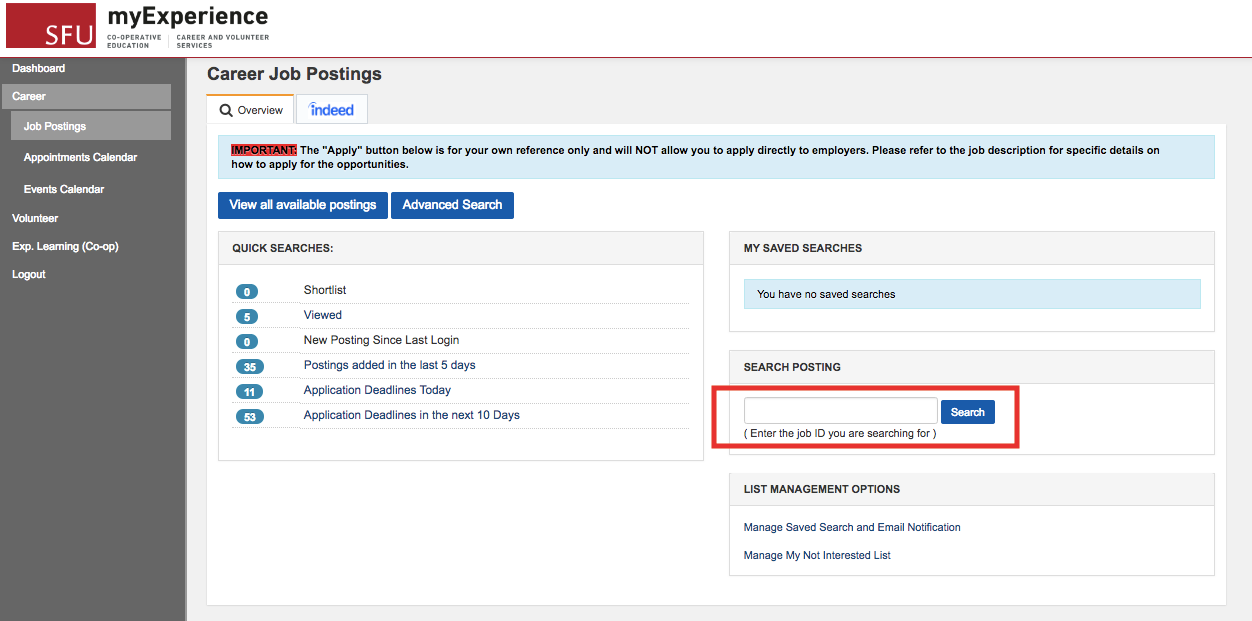 SFU
myExperience
CO-OPERATIVE EDUCATION
CAREER AND VOLUNTEER SERVICES
Dashboard
Career
Job Postings
Appointments Calendar
Events Calendar
Volunteer
Exp. Learning (Co-op)
Logout
Career Job Postings
Overview
indeed
IMPORTANT: The "Apply" button below is for your own reference only and will NOT allow you to apply directly to employers. Please refer to the job description for specific details on
how to apply for the opportunities.
View all available postings
Advanced Search
QUICK SEARCHES:
0 Shortlist
5 Viewed
0 New Posting Since Last Login
35 Postings added in the last 5 days
11 Application Deadlines Today
53 Application Deadlines in the next 10 Days
MY SAVED SEARCHES
You have no saved searches
SEARCH POSTING
Search
( Enter the job ID you are searching for )
LIST MANAGEMENT OPTIONS
Manage Saved Search and Email Notification
Manage My Not Interested List